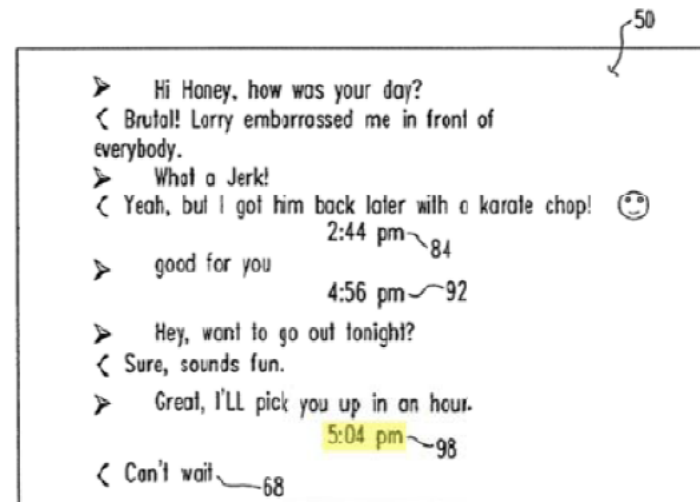 50
➤ Hi Honey, how was your day?
< Brutal! Larry embarrassed me in front of
everybody.
➤ What a Jerk!
< Yeah, but I got him back later with a karate chop!
2:44 pm 84
➤ good for you
4:56 pm 92
➤ Hey, want to go out tonight?
< Sure, sounds fun.
➤ Great, I'LL pick you up in an hour.
5:04 pm 98
< Can't wait 68